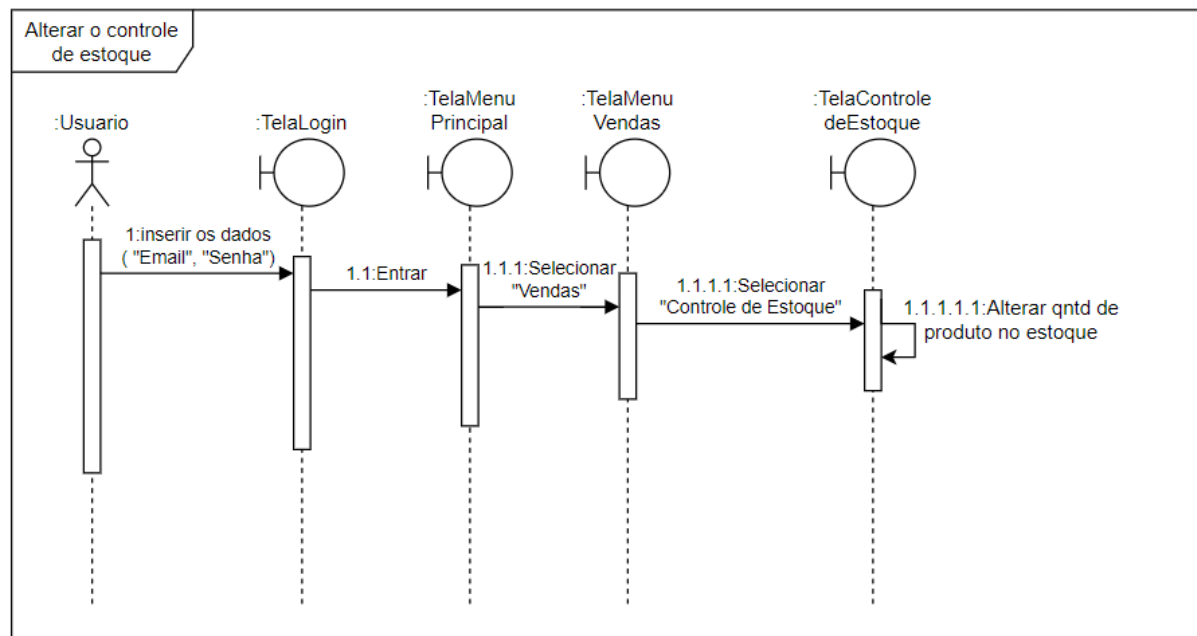 Alterar o controle
de estoque
:Usuario
:TelaLogin
:TelaMenu
Principal
:TelaMenu
Vendas
:TelaControle
deEstoque
1:inserir os dados
( "Email", "Senha")
1.1:Entrar
1.1.1:Selecionar
"Vendas"
1.1.1.1:Selecionar
"Controle de Estoque"
1.1.1.1.1:Alterar qntd de
produto no estoque